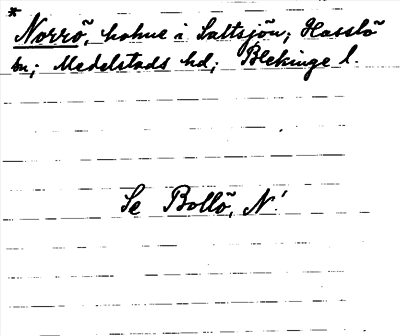 *
Norrö, holme i Saltsjön; Hasslö
sn; Medelstads hd; Blekinge l.
Se Bollö, N!